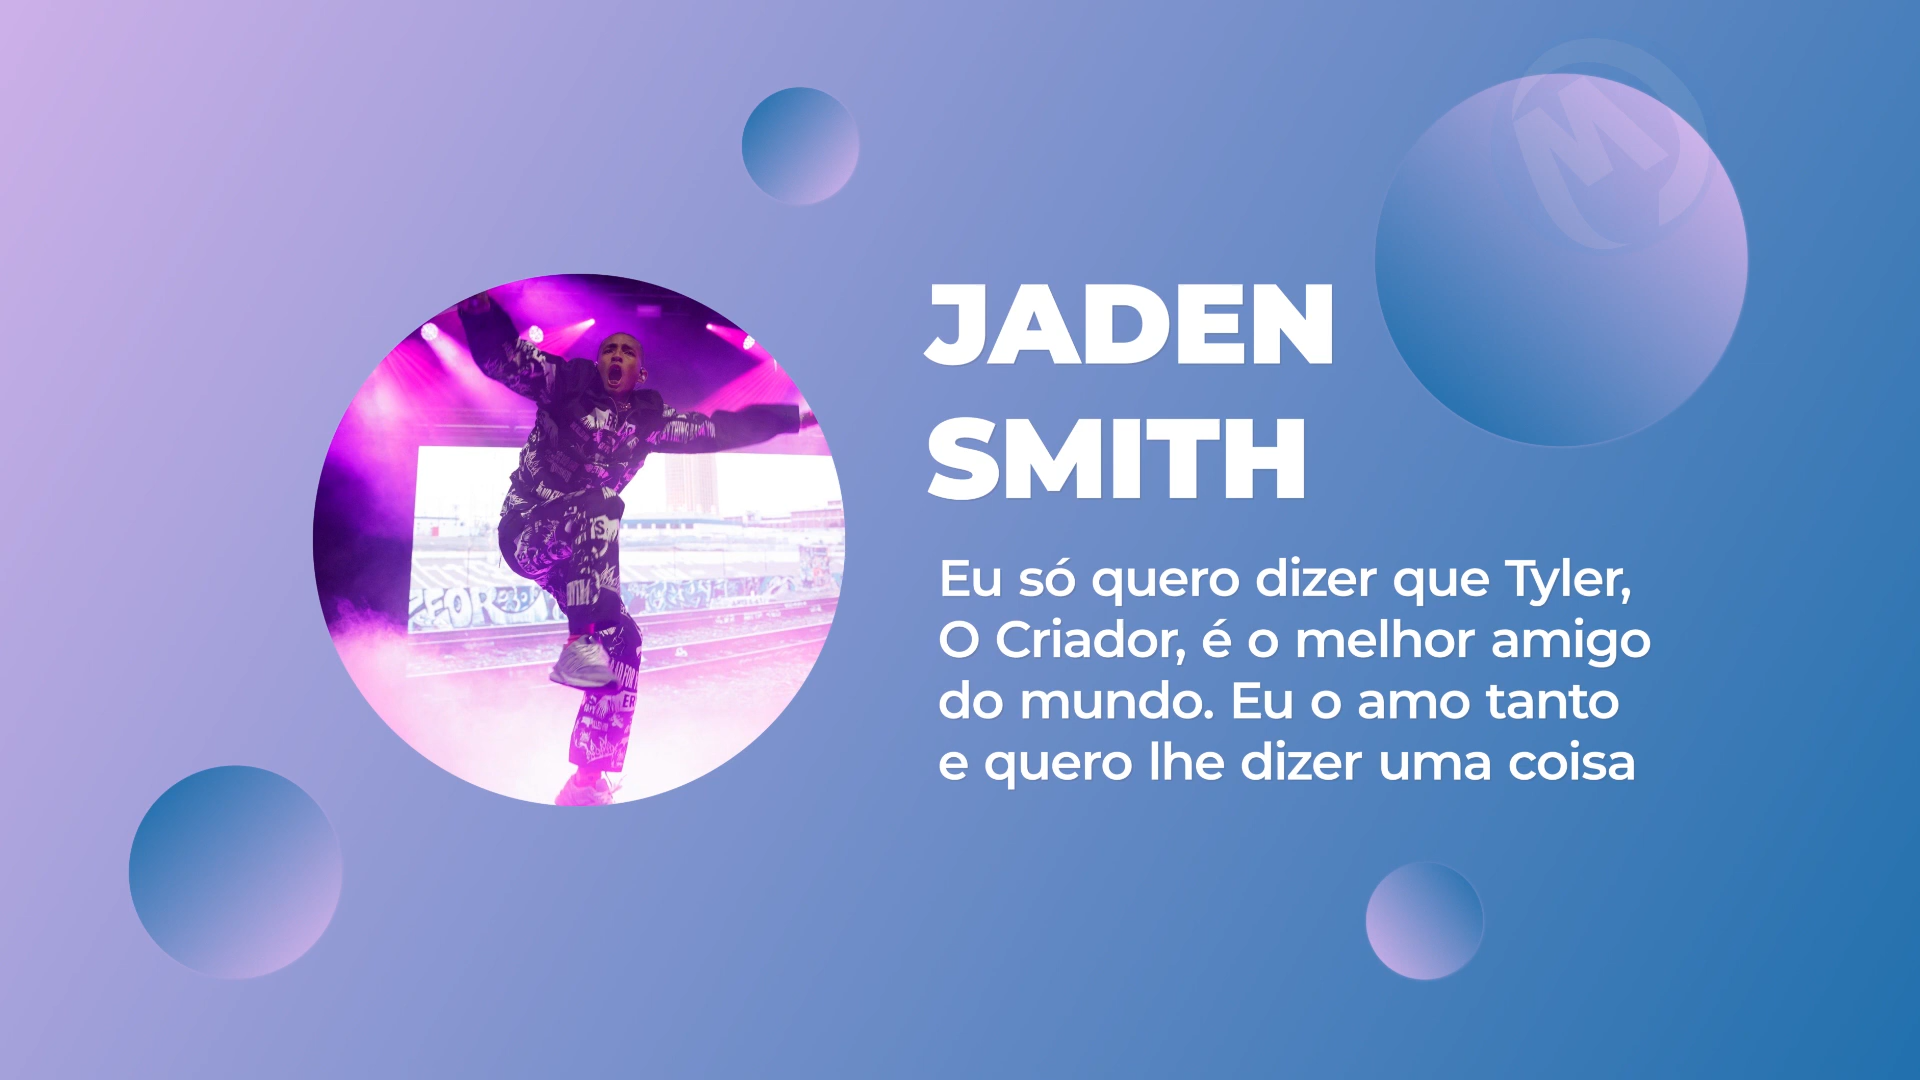 JADEN
SMITH
Eu só quero dizer que Tyler,
O Criador, é o melhor amigo
do mundo. Eu o amo tanto
e quero lhe dizer uma coisa